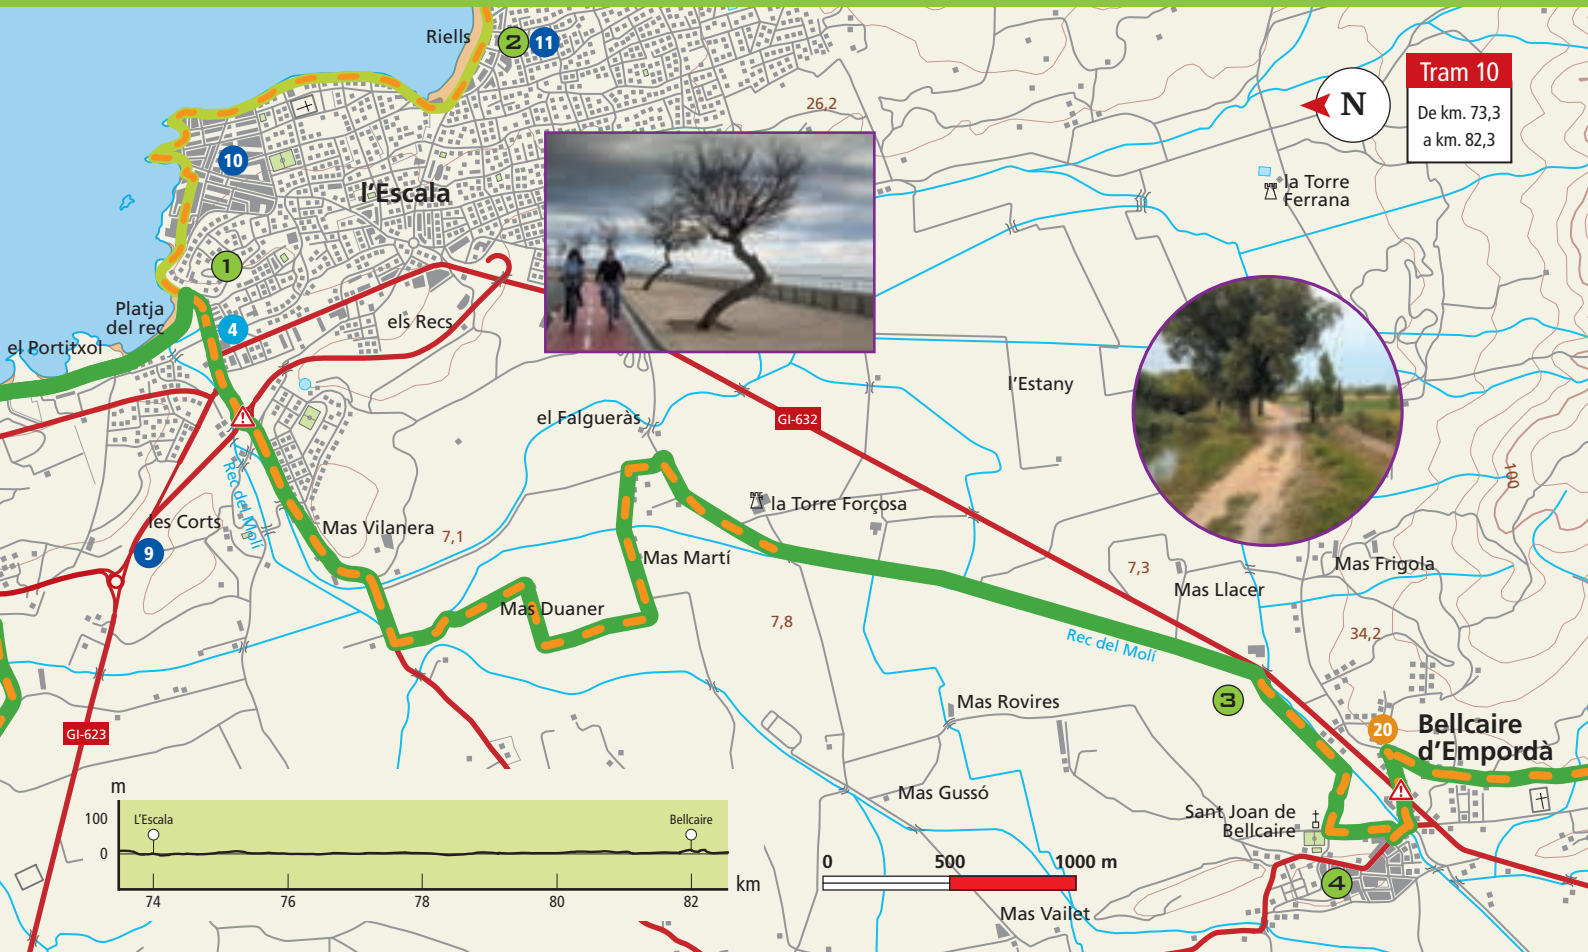 Riells
2
11
26,2
N
Tram 10
De km. 73,3
a km. 82,3
10
l'Escala
la Torre
Ferrana
1
Platja
del rec
4
els Recs
el Portitxol
l'Estany
el Falgueràs
GI-632
100
Rec del Molí
les Corts
Mas Vilanera
7,1
la Torre Forçosa
9
Mas Martí
7,3
Mas Llacer
Mas Frigola
Mas Duaner
7,8
Rec del Molí
34,2
3
Mas Rovires
20
Bellcaire
d'Empordà
GI-623
Mas Gussó
Sant Joan de
Bellcaire
4
m
100
0
L'Escala
Bellcaire
74
76
78
80
82
km
0
500
1000 m
Mas Vailet